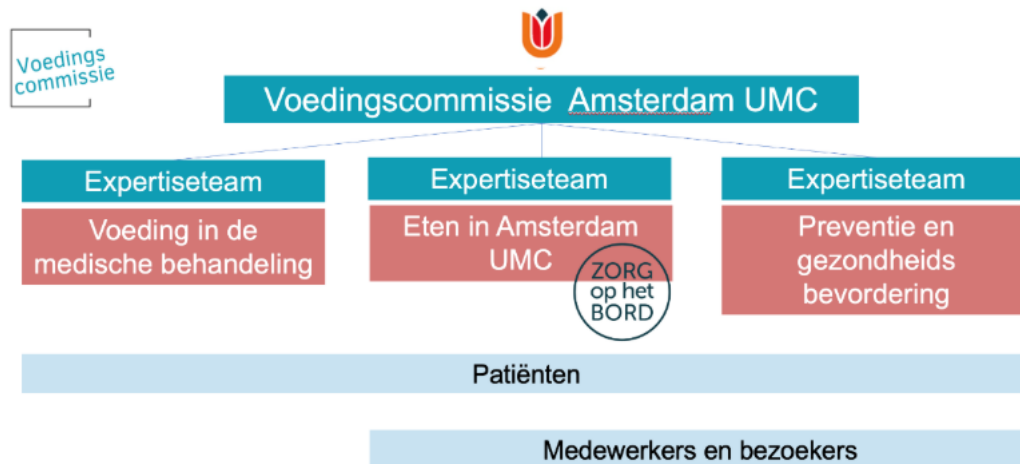 Voedings
commissie
Voedingscommissie Amsterdam UMC
Expertiseteam
Voeding in de
medische behandeling
Expertiseteam
Eten in Amsterdam
UMC
ZORG
op het
BORD
Expertiseteam
Preventie en
gezondheids
bevordering
Patiënten
Medewerkers en bezoekers